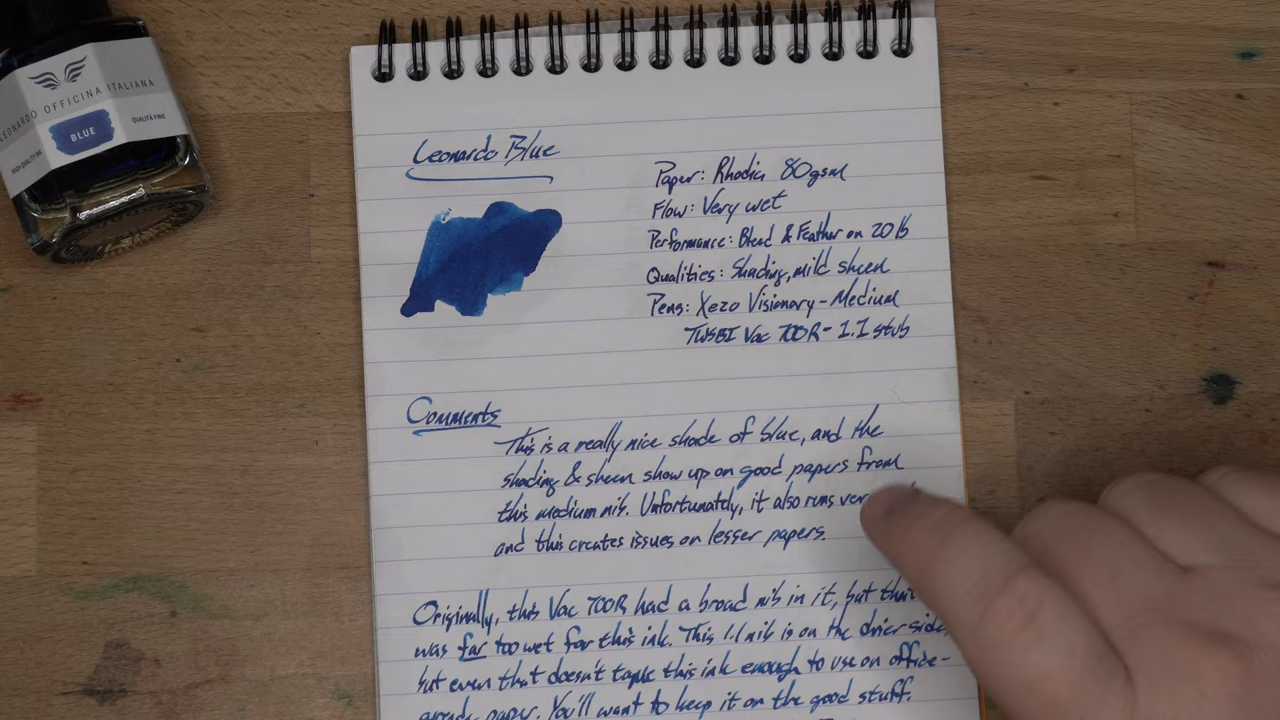 LEONARDO OFFICINA ITALIANA
BLUE
HIGH QUALITY INK
QUALITÀ FINE
Leonardo Blue
Paper: Rhodia 80gsm
Flow: Very wet
Performance: Bleed & Feather on 20lb
Qualities: Shading, mild sheen
Pens: Xezo Visionary - Medium
TWSBI Vac 700R - 1.1 stub
Comments
This is a really nice shade of blue, and the
shading & sheen show up on good papers from
this medium nib. Unfortunately, it also runs
and this creates issues on lesser papers.
Originally, this Vac 700R had a broad nib in it, but that
was far too wet for this ink. This 1.1 nib is on the drier side,
but even that doesn't tame this ink enough to use on office-
grade paper. You'll want to keep it on the good stuff.